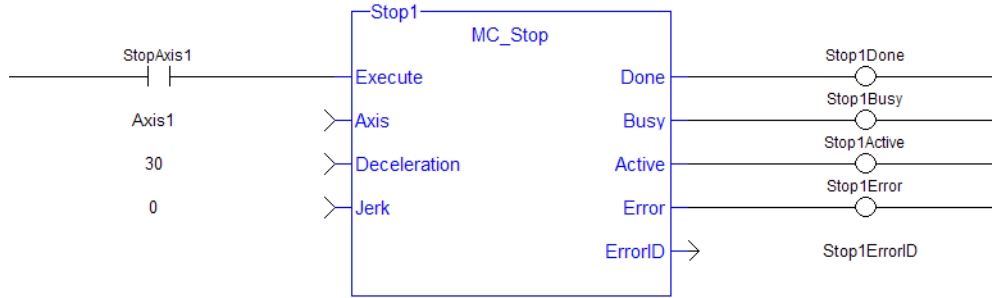 Stop1
MC_Stop
StopAxis1
Execute
Done
Stop1Done
Axis1
Axis
Busy
Stop1Busy
30
Deceleration
Active
Stop1Active
0
Jerk
Error
Stop1Error
ErrorID
Stop1ErrorID